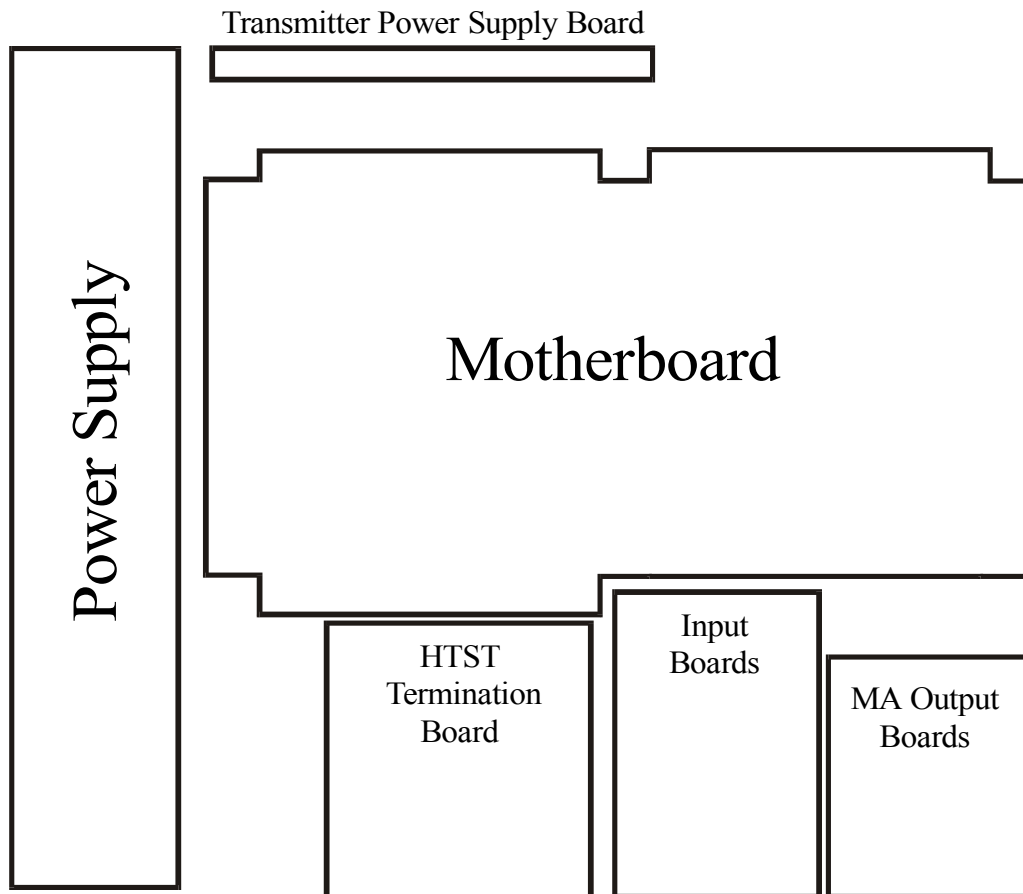 Transmitter Power Supply Board
Power Supply
Motherboard
HTST
Termination
Board
Input
Boards
MA Output
Boards